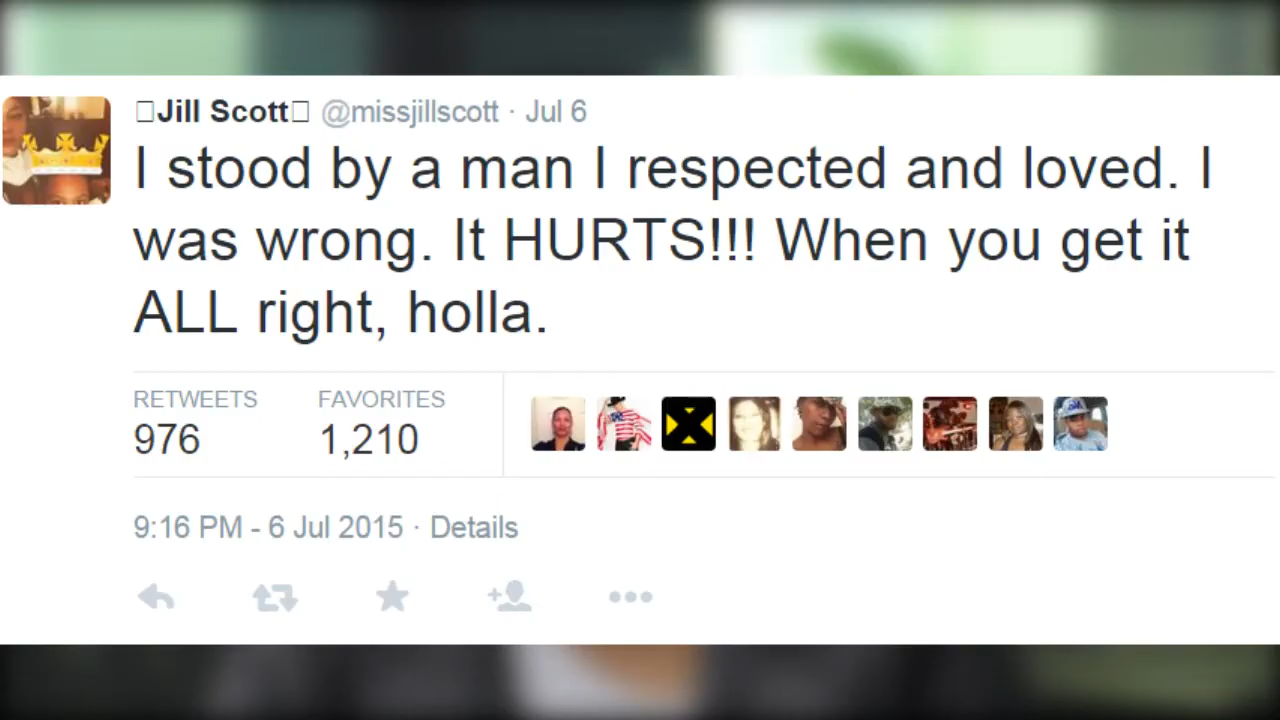 □Jill Scott□ @missjillscott · Jul 6
I stood by a man I respected and loved. I
was wrong. It HURTS!!! When you get it
ALL right, holla.
RETWEETS FAVORITES
976 1,210
9:16 PM - 6 Jul 2015 · Details